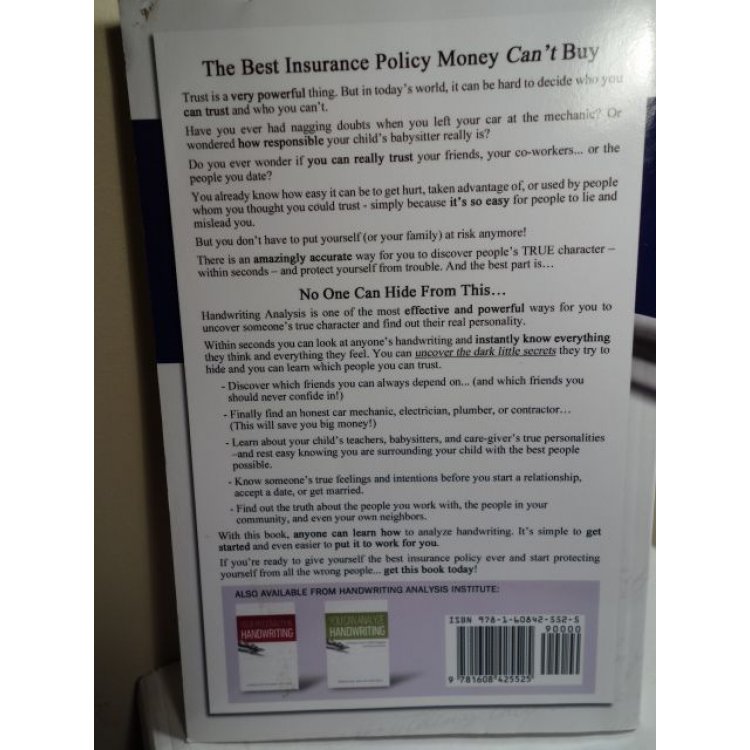 The Best Insurance Policy Money Can't Buy
Trust is a very powerful thing. But in today's world, it can be hard to decide who you
can trust and who you can't.
Have you ever had nagging doubts when you left your car at the mechanic? Or
wondered how responsible your child's babysitter really is?
Do you ever wonder if you can really trust your friends, your co-workers... or the
people you date?
You already know how easy it can be to get hurt, taken advantage of, or used by people
whom you thought you could trust - simply because it's so easy for people to lie and
mislead you.
But you don't have to put yourself (or your family) at risk anymore!
There is an amazingly accurate way for you to discover people's TRUE character –
within seconds – and protect yourself from trouble. And the best part is…
No One Can Hide From This…
Handwriting Analysis is one of the most effective and powerful ways for you to
uncover someone's true character and find out their real personality.
Within seconds you can look at anyone's handwriting and instantly know everything
they think and everything they feel. You can uncover the dark little secrets they try to
hide and you can learn which people you can trust.
- Discover which friends you can always depend on... (and which friends you
should never confide in!)
- Finally find an honest car mechanic, electrician, plumber, or contractor…
(This will save you big money!)
- Learn about your child's teachers, babysitters, and care-giver's true personalities
–and rest easy knowing you are surrounding your child with the best people
possible.
- Know someone's true feelings and intentions before you start a relationship,
accept a date, or get married.
- Find out the truth about the people you work with, the people in your
community, and even your own neighbors.
With this book, anyone can learn how to analyze handwriting. It's simple to get
started and even easier to put it to work for you.
If you're ready to give yourself the best insurance policy ever and start protecting
yourself from all the wrong people... get this book today!
ALSO AVAILABLE FROM HANDWRITING ANALYSIS INSTITUTE:
HANDWRITING
YOU CAN ANALYZE
HANDWRITING
ISBN 978-1-60842-552-5
90000
9 781608 425525